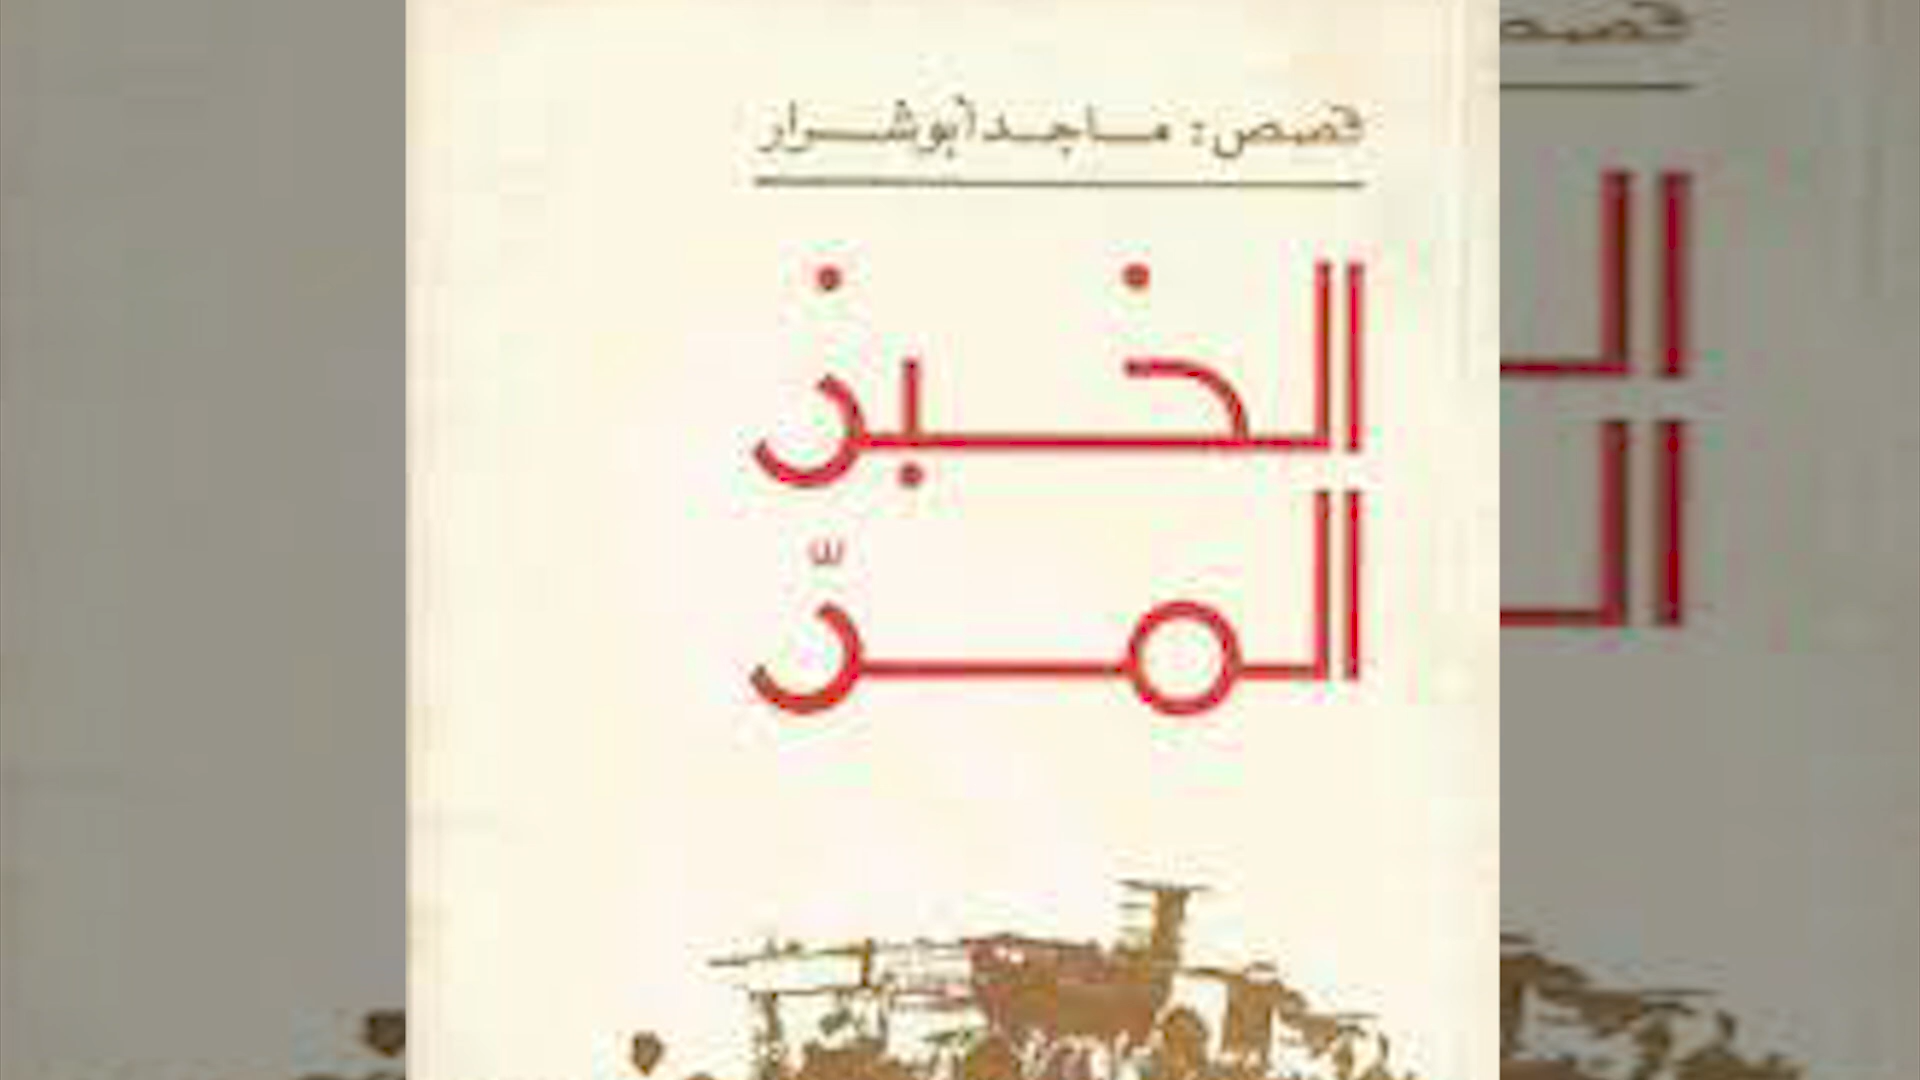 قصص: ماجد أبو شرار
الخبز
المرّ